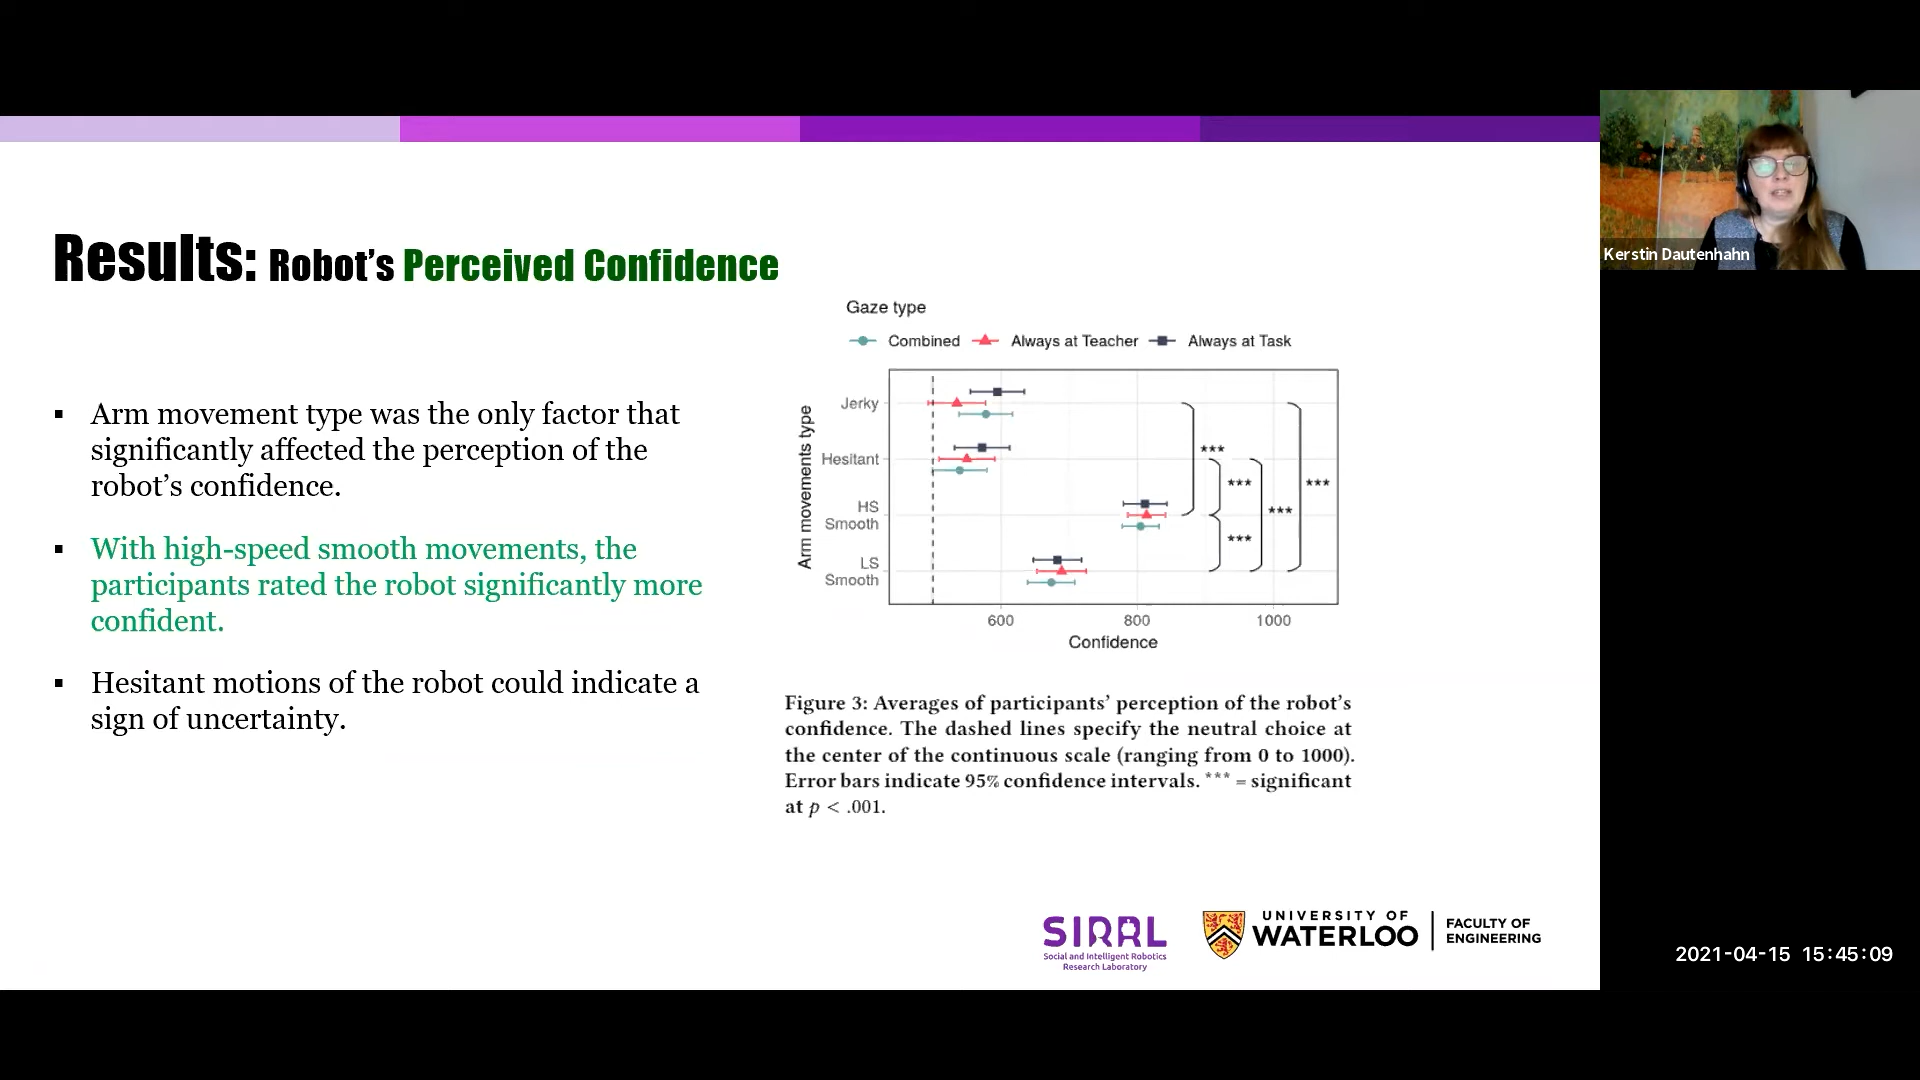 Results: Robot's Perceived Confidence
▪ Arm movement type was the only factor that
significantly affected the perception of the
robot's confidence.
▪ With high-speed smooth movements, the
participants rated the robot significantly more
confident.
▪ Hesitant motions of the robot could indicate a
sign of uncertainty.
Gaze type
Combined Always at Teacher Always at Task
Arm movements type
Jerky
Hesitant
HS
Smooth
LS
Smooth
***
***
***
***
***
600 800 1000
Confidence
Figure 3: Averages of participants' perception of the robot's
confidence. The dashed lines specify the neutral choice at
the center of the continuous scale (ranging from 0 to 1000).
Error bars indicate 95% confidence intervals. *** = significant
at p < .001.
SIRRL
Social and Intelligent Robotics
Research Laboratory
UNIVERSITY OF
WATERLOO
FACULTY OF
ENGINEERING
Kerstin Dautenhahn
2021-04-15 15:45:09